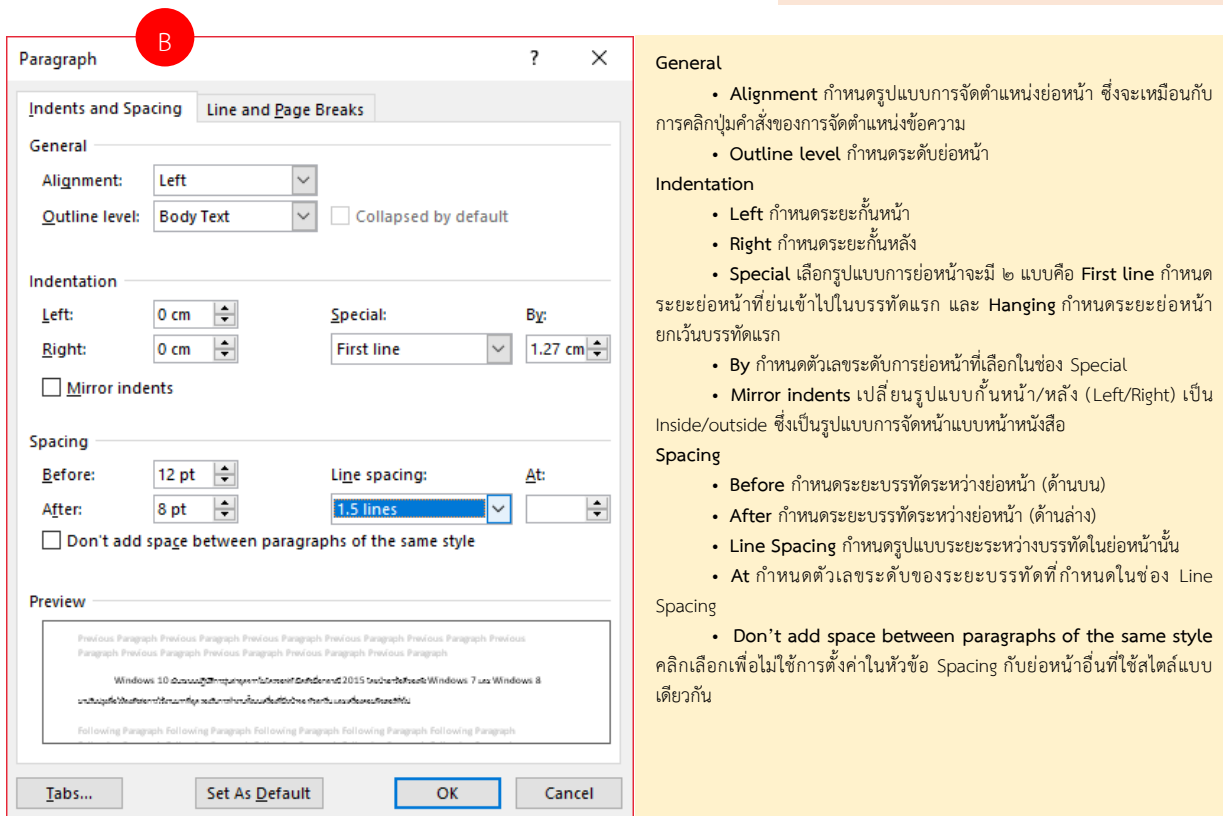 B
Paragraph ? ×
Indents and Spacing Line and Page Breaks
General
Alignment: Left
Outline level: Body Text Collapsed by default
Indentation
Left: 0 cm Special: By:
Right: 0 cm First line 1.27 cm
Mirror indents
Spacing
Before: 12 pt Line spacing: At:
After: 8 pt 1.5 lines
Don't add space between paragraphs of the same style
Preview
Previous Paragraph Previous Paragraph Previous Paragraph Previous Paragraph Previous Paragraph Previous
Paragraph Previous Paragraph Previous Paragraph Previous Paragraph Previous Paragraph
Windows 10 2015 Windows 7 และ Windows 8
Following Paragraph Following Paragraph Following Paragraph Following Paragraph Following Paragraph
Tabs... Set As Default OK Cancel
General
• Alignment กำหนดรูปแบบการจัดตำแหน่งย่อหน้า ซึ่งจะเหมือนกับ
การคลิกปุ่มคำสั่งของการจัดตำแหน่งข้อความ
• Outline level กำหนดระดับย่อหน้า
Indentation
• Left กำหนดระยะกั้นหน้า
• Right กำหนดระยะกั้นหลัง
• Special เลือกรูปแบบการย่อหน้าจะมี ๒ แบบคือ First line กำหนด
ระยะย่อหน้าที่ย่นเข้าไปในบรรทัดแรก และ Hanging กำหนดระยะย่อหน้า
ยกเว้นบรรทัดแรก
• By กำหนดตัวเลขระดับการย่อหน้าที่เลือกในช่อง Special
• Mirror indents เปลี่ยนรูปแบบกั้นหน้า/หลัง (Left/Right) เป็น
Inside/outside ซึ่งเป็นรูปแบบการจัดหน้าแบบหน้าหนังสือ
Spacing
• Before กำหนดระยะบรรทัดระหว่างย่อหน้า (ด้านบน)
• After กำหนดระยะบรรทัดระหว่างย่อหน้า (ด้านล่าง)
• Line Spacing กำหนดรูปแบบระยะระหว่างบรรทัดในย่อหน้านั้น
• At กำหนดตัวเลขระดับของระยะบรรทัดที่กำหนดในช่อง Line
Spacing
• Don’t add space between paragraphs of the same style
คลิกเลือกเพื่อไม่ใช้การตั้งค่าในหัวข้อ Spacing กับย่อหน้าอื่นที่ใช้สไตล์แบบ
เดียวกัน